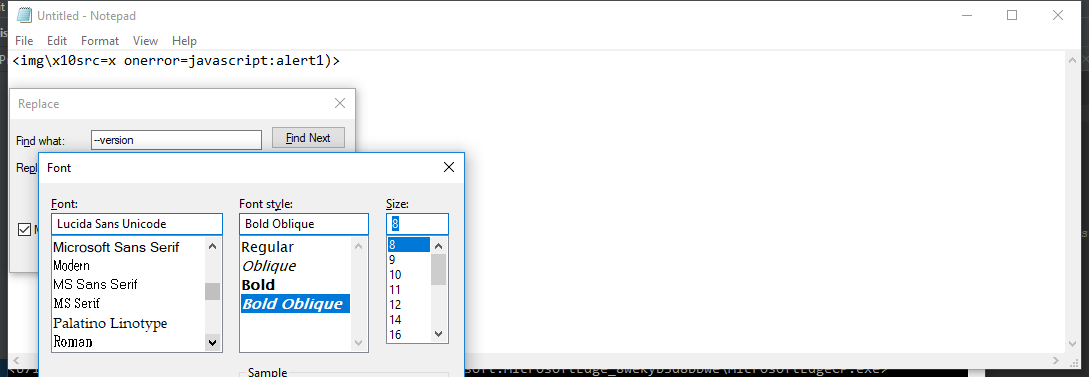 Untitled - Notepad
File Edit Format View Help
<img\x10src=x onerror=javascript:alert1)>
Replace
Find what: --version Find Next
Repl
Font
Font: Font style: Size:
Lucida Sans Unicode Bold Oblique 8
Microsoft Sans Serif Regular 8
Modern Oblique 9
MS Sans Serif Bold 10
MS Serif Bold Oblique 11
Palatino Linotype 12
Roman 14
16
Sample